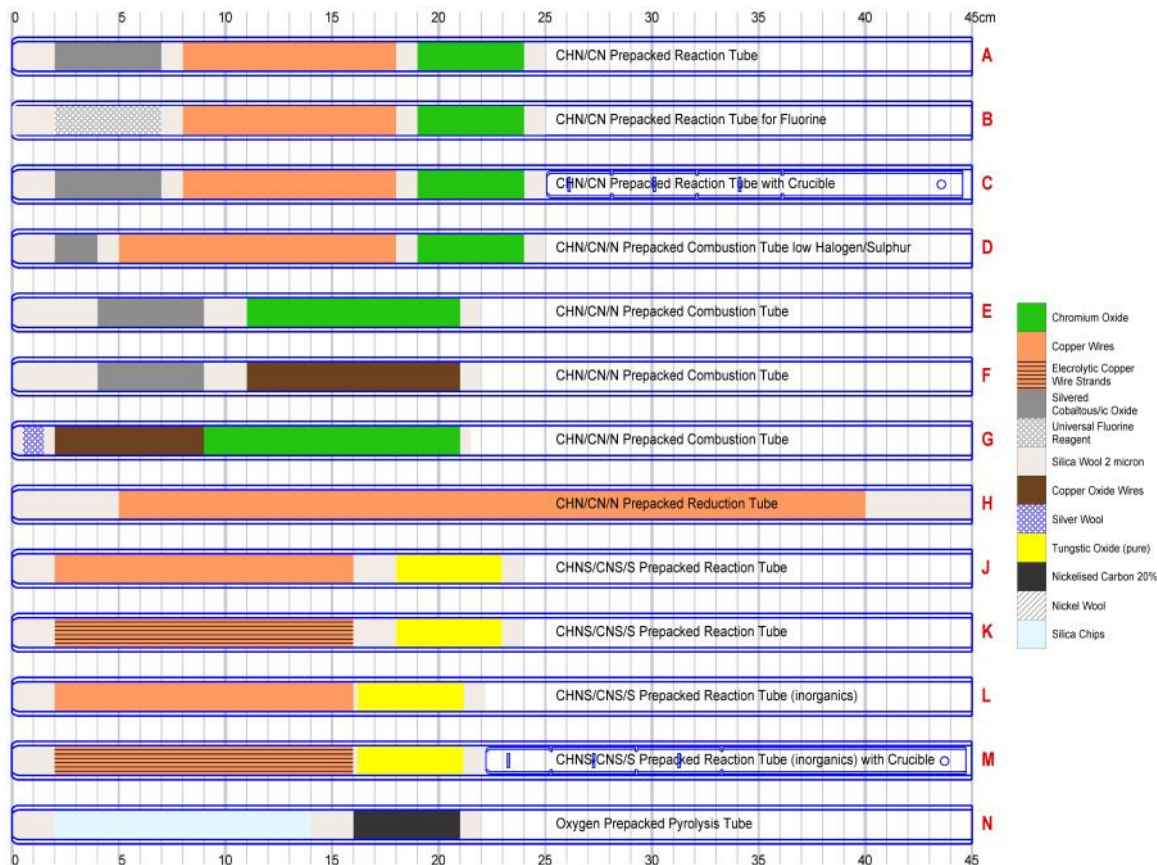 0 5 10 15 20 25 30 35 40 45cm
CHN/CN Prepacked Reaction Tube A
CHN/CN Prepacked Reaction Tube for Fluorine B
CHN/CN Prepacked Reaction Tube with Crucible C
CHN/CN/N Prepacked Combustion Tube low Halogen/Sulphur D
CHN/CN/N Prepacked Combustion Tube E
CHN/CN/N Prepacked Combustion Tube F
CHN/CN/N Prepacked Combustion Tube G
CHN/CN/N Prepacked Reduction Tube H
CHNS/CNS/S Prepacked Reaction Tube J
CHNS/CNS/S Prepacked Reaction Tube K
CHNS/CNS/S Prepacked Reaction Tube (inorganics) L
CHNS/CNS/S Prepacked Reaction Tube (inorganics) with Crucible M
Oxygen Prepacked Pyrolysis Tube N
0 5 10 15 20 25 30 35 40 45cm
Chromium Oxide
Copper Wires
Elecrolytic Copper
Wire Strands
Silvered
Cobaltous/ic Oxide
Universal Fluorine
Reagent
Silica Wool 2 micron
Copper Oxide Wires
Silver Wool
Tungstic Oxide (pure)
Nickelised Carbon 20%
Nickel Wool
Silica Chips